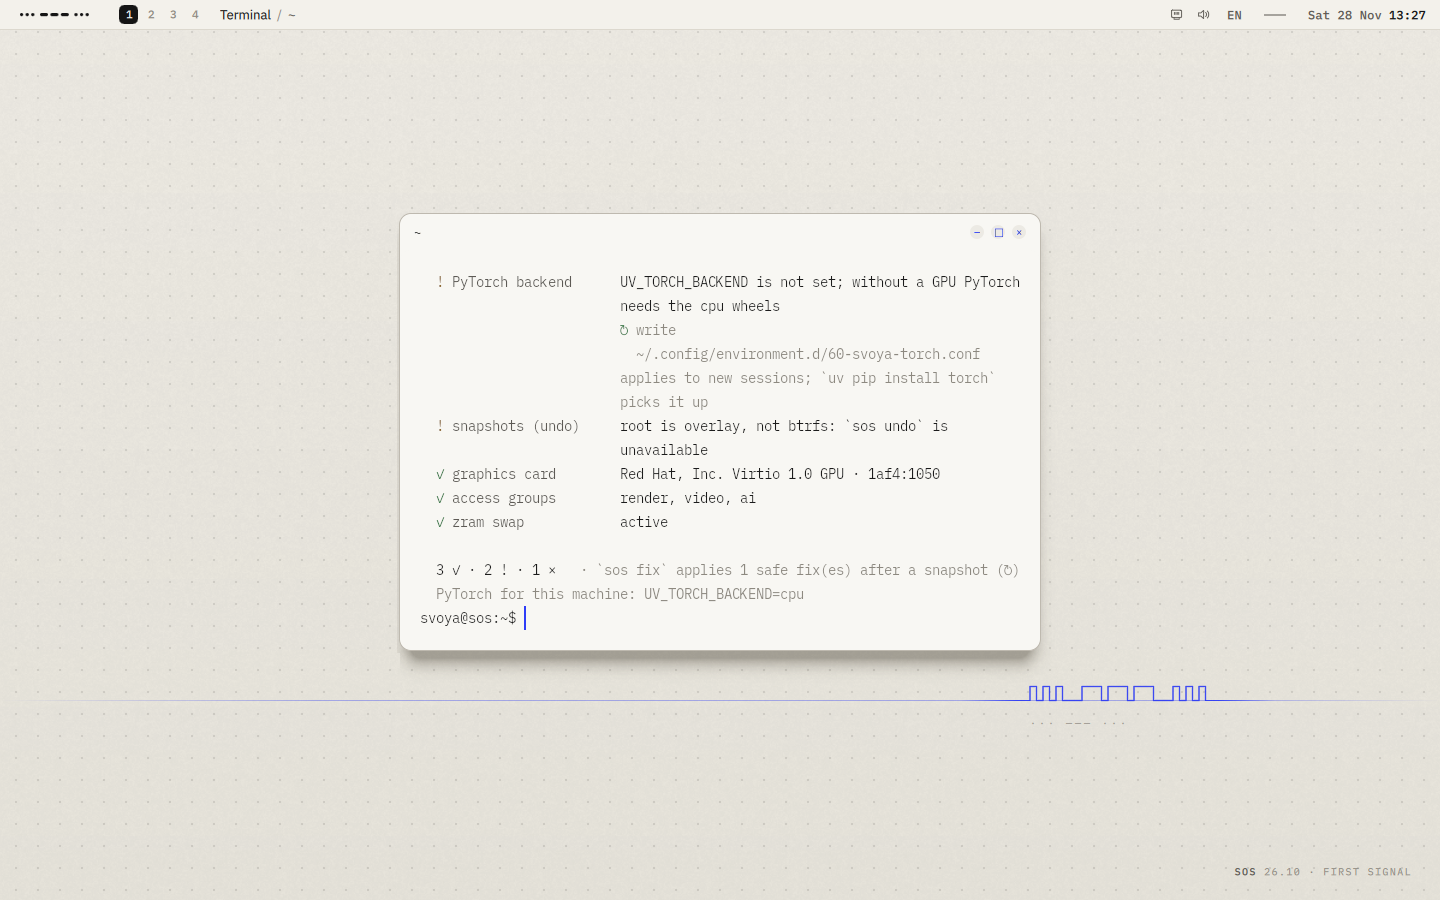 1 2 3 4 Terminal / ~ EN Sat 28 Nov 13:27
~
! PyTorch backend UV_TORCH_BACKEND is not set; without a GPU PyTorch
needs the cpu wheels
↻ write
~/.config/environment.d/60-svoya-torch.conf
applies to new sessions; `uv pip install torch`
picks it up
! snapshots (undo) root is overlay, not btrfs: `sos undo` is
unavailable
✓ graphics card Red Hat, Inc. Virtio 1.0 GPU · 1af4:1050
✓ access groups render, video, ai
✓ zram swap active
3 ✓ · 2 ! · 1 × · `sos fix` applies 1 safe fix(es) after a snapshot (↻)
PyTorch for this machine: UV_TORCH_BACKEND=cpu
svoya@sos:~$
··· −−− ···
SOS 26.10 · FIRST SIGNAL